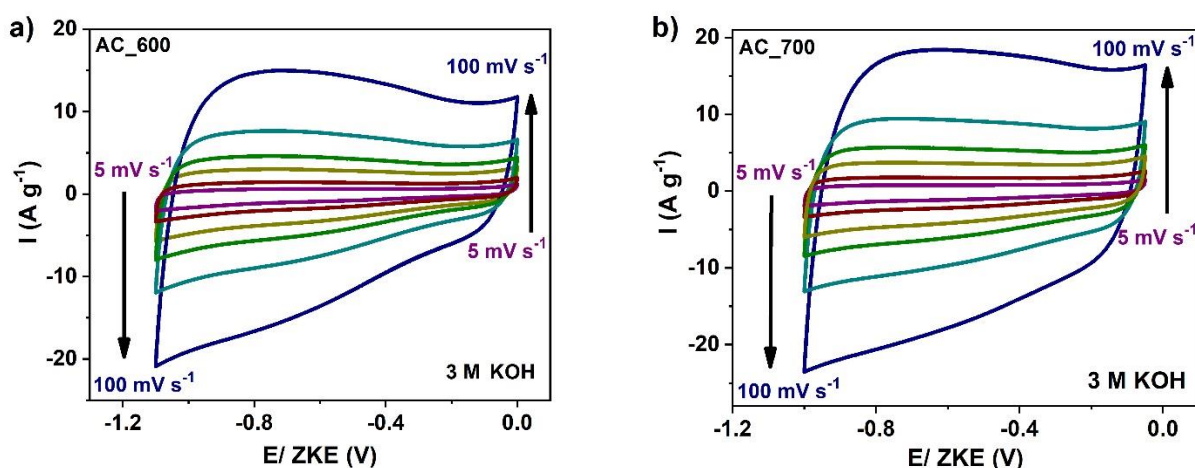 a)
AC_600
100 mV s⁻¹
5 mV s⁻¹
5 mV s⁻¹
100 mV s⁻¹
3 M KOH
I (A g⁻¹)
20
10
0
-10
-20
-1.2
-0.8
-0.4
0.0
E/ ZKE (V)
b)
AC_700
100 mV s⁻¹
5 mV s⁻¹
5 mV s⁻¹
100 mV s⁻¹
3 M KOH
I (A g⁻¹)
20
10
0
-10
-20
-1.2
-0.8
-0.4
0.0
E/ ZKE (V)